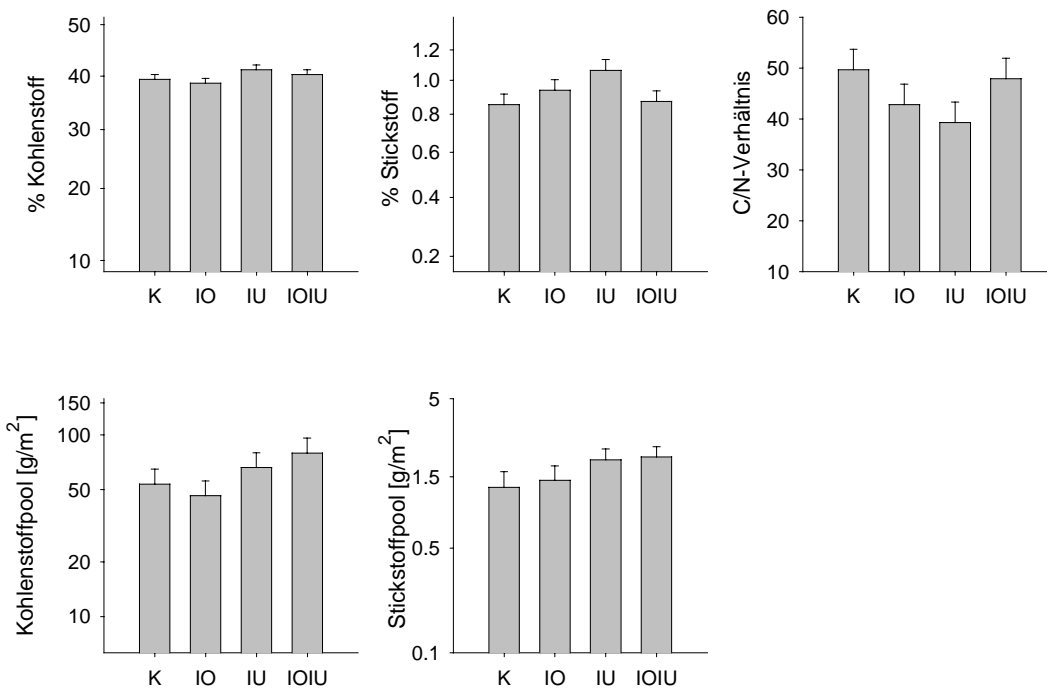 % Kohlenstoff
50
40
30
20
10
K IO IU IOIU
% Stickstoff
1.2
1.0
0.8
0.6
0.4
0.2
K IO IU IOIU
C/N-Verhältnis
60
50
40
30
20
10
K IO IU IOIU
Kohlenstoffpool [g/m²]
150
100
50
20
10
K IO IU IOIU
Stickstoffpool [g/m²]
5
1.5
0.5
0.1
K IO IU IOIU